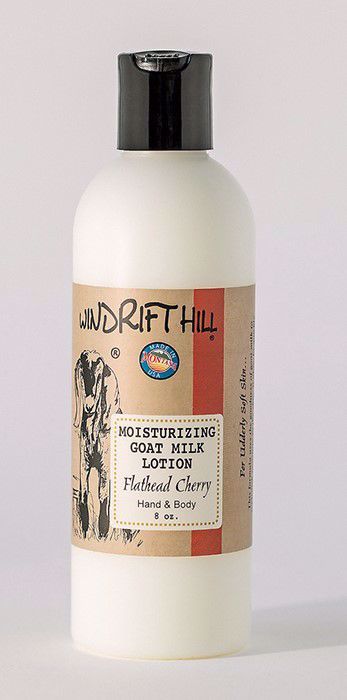 WINDRIFT HILL
®
®
MADE IN
MONTANA
USA
MOISTURIZING
GOAT MILK
LOTION
Flathead Cherry
Hand & Body
8 oz.
For Udderly Soft Skin...